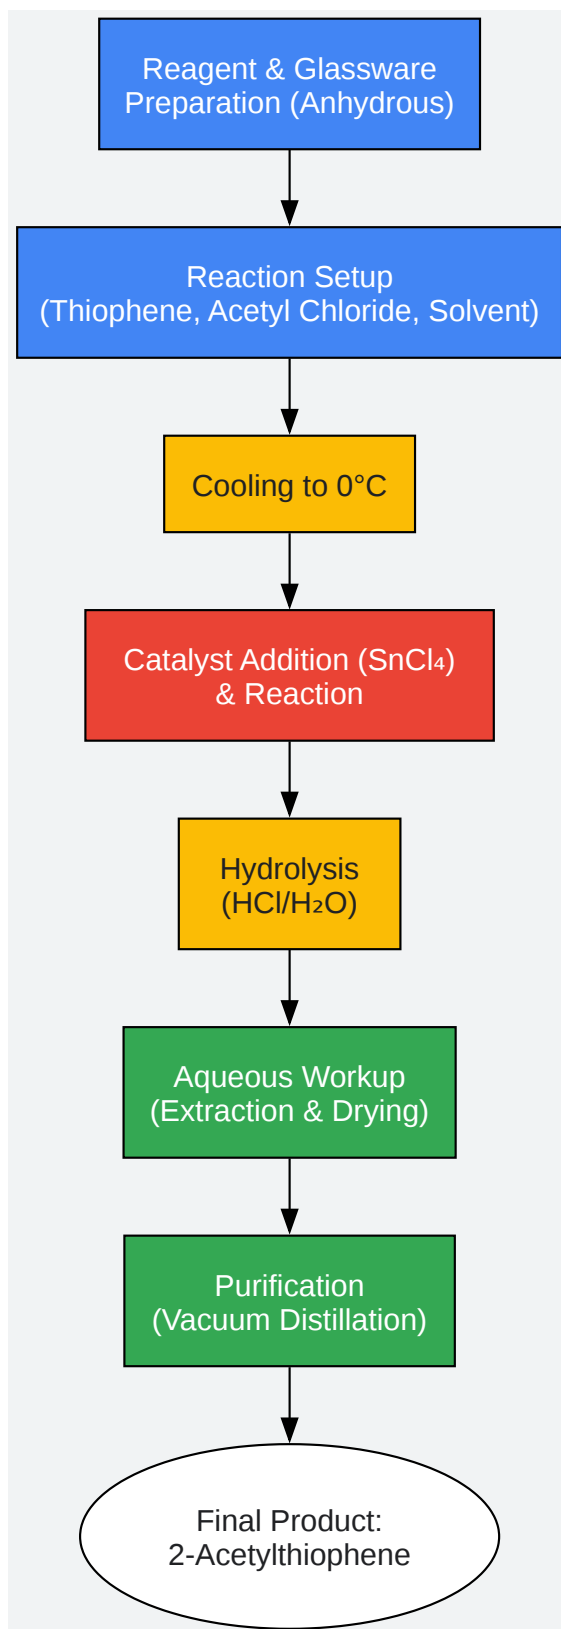 Reagent & Glassware
Preparation (Anhydrous)
Reaction Setup
(Thiophene, Acetyl Chloride, Solvent)
Cooling to 0°C
Catalyst Addition (SnCl₄)
& Reaction
Hydrolysis
(HCl/H₂O)
Aqueous Workup
(Extraction & Drying)
Purification
(Vacuum Distillation)
Final Product:
2-Acetylthiophene